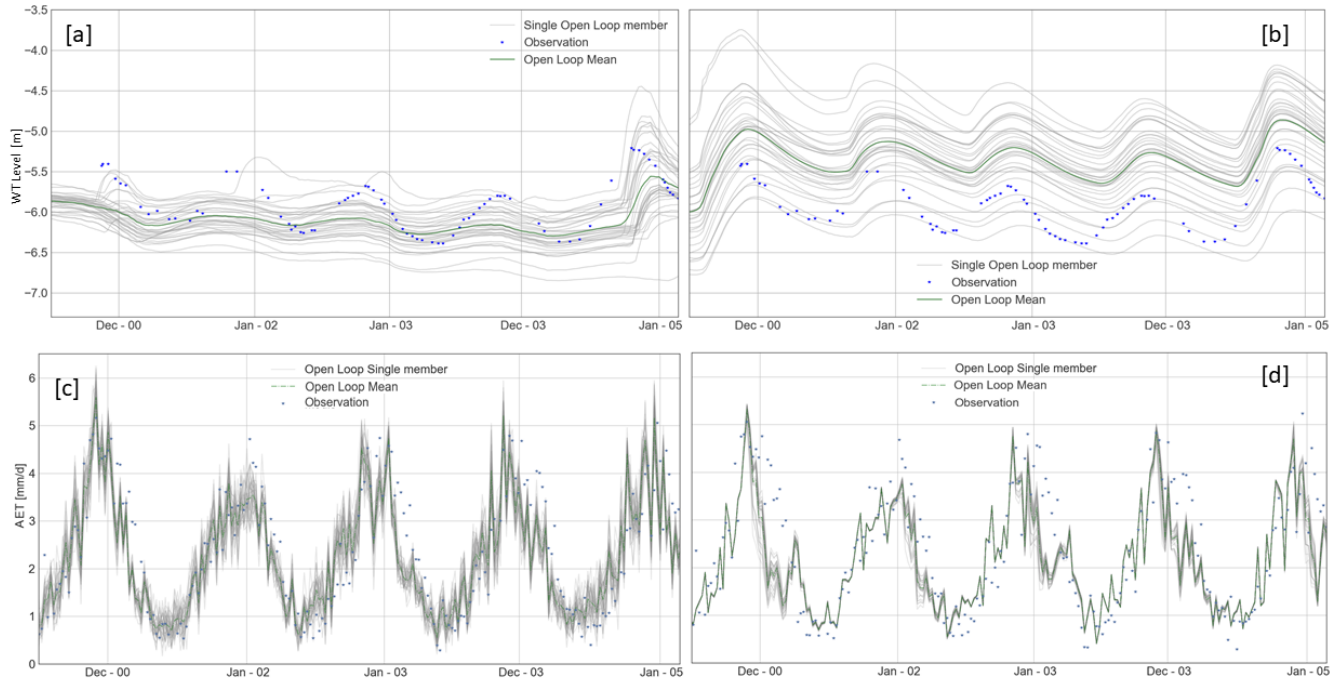 −3.5
[a]
Single Open Loop member
Observation
Open Loop Mean
[b]
−4.0
−4.5
−5.0
WT Level [m]
−5.5
−6.0
−6.5
−7.0
Single Open Loop member
Observation
Open Loop Mean
Dec - 00 Jan - 02 Jan - 03 Dec - 03 Jan - 05
Dec - 00 Jan - 02 Jan - 03 Dec - 03 Jan - 05
6
[c]
Open Loop Single member
Open Loop Mean
Observation
Open Loop Single member
Open Loop Mean
Observation
[d]
5
4
AET [mm/d]
3
2
1
0
Dec - 00 Jan - 02 Jan - 03 Dec - 03 Jan - 05
Dec - 00 Jan - 02 Jan - 03 Dec - 03 Jan - 05